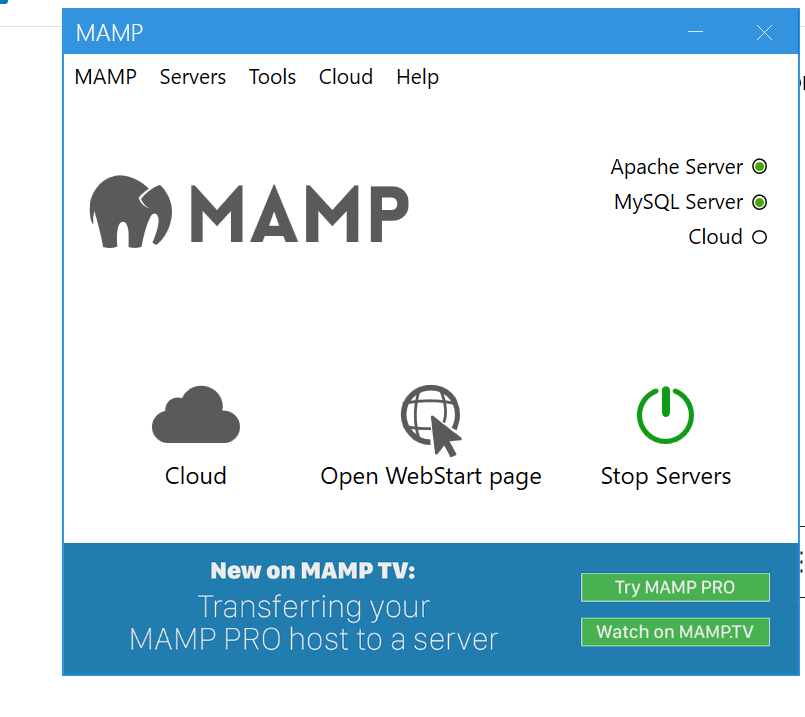 MAMP
MAMP Servers Tools Cloud Help
MAMP
Apache Server
MySQL Server
Cloud
Cloud
Open WebStart page
Stop Servers
New on MAMP TV:
Transferring your
MAMP PRO host to a server
Try MAMP PRO
Watch on MAMP.TV